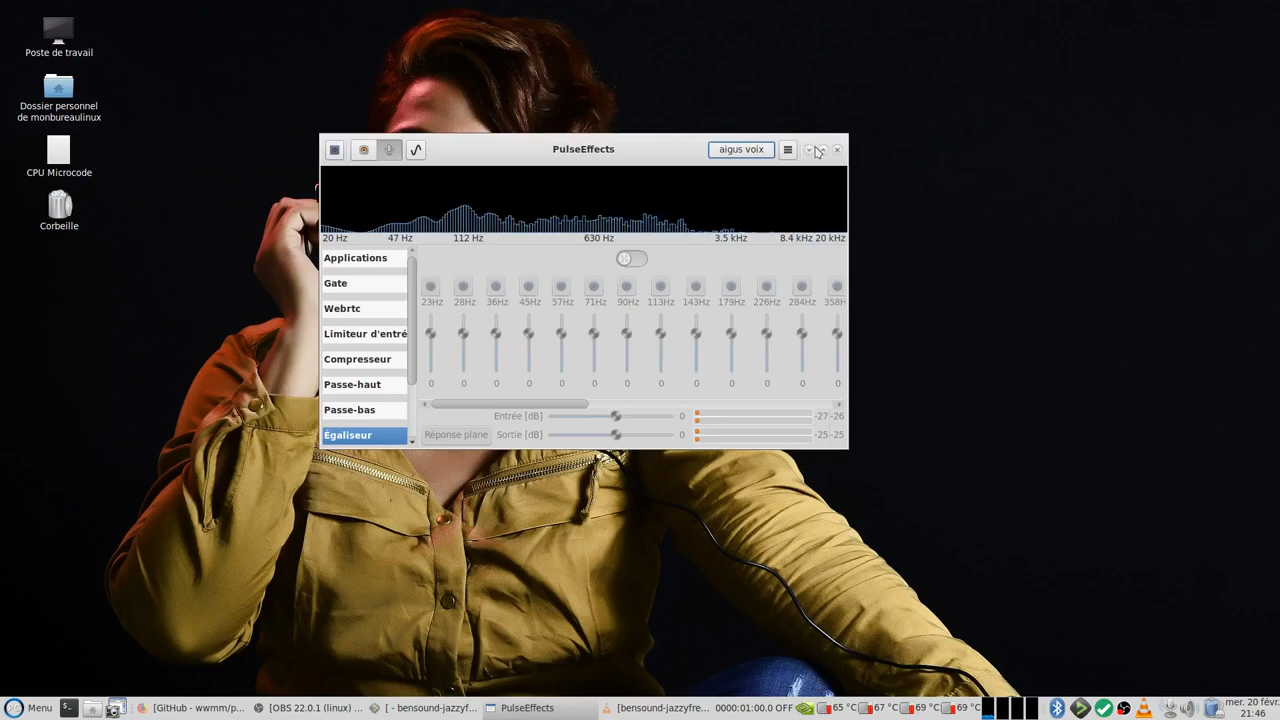 Poste de travail
Dossier personnel
de monbureaulinux
CPU Microcode
Corbeille
PulseEffects
aigus voix
20 Hz 47 Hz 112 Hz 630 Hz 3.5 kHz 8.4 kHz 20 kHz
Applications
Gate
Webrtc
Limiteur d'entré
Compresseur
Passe-haut
Passe-bas
Égaliseur
23Hz 28Hz 36Hz 45Hz 57Hz 71Hz 90Hz 113Hz 143Hz 179Hz 226Hz 284Hz 358H
0 0 0 0 0 0 0 0 0 0 0 0 0
Entrée [dB] 0 -27 -26
Réponse plane Sortie [dB] 0 -25 -25
Menu [GitHub - wwmm/p... [OBS 22.0.1 (linux) ... [ - bensound-jazzyf... PulseEffects [bensound-jazzyfre... 0000:01:00.0 OFF 65 °C 67 °C 69 °C 69 °C
mer. 20 févr.
21:46